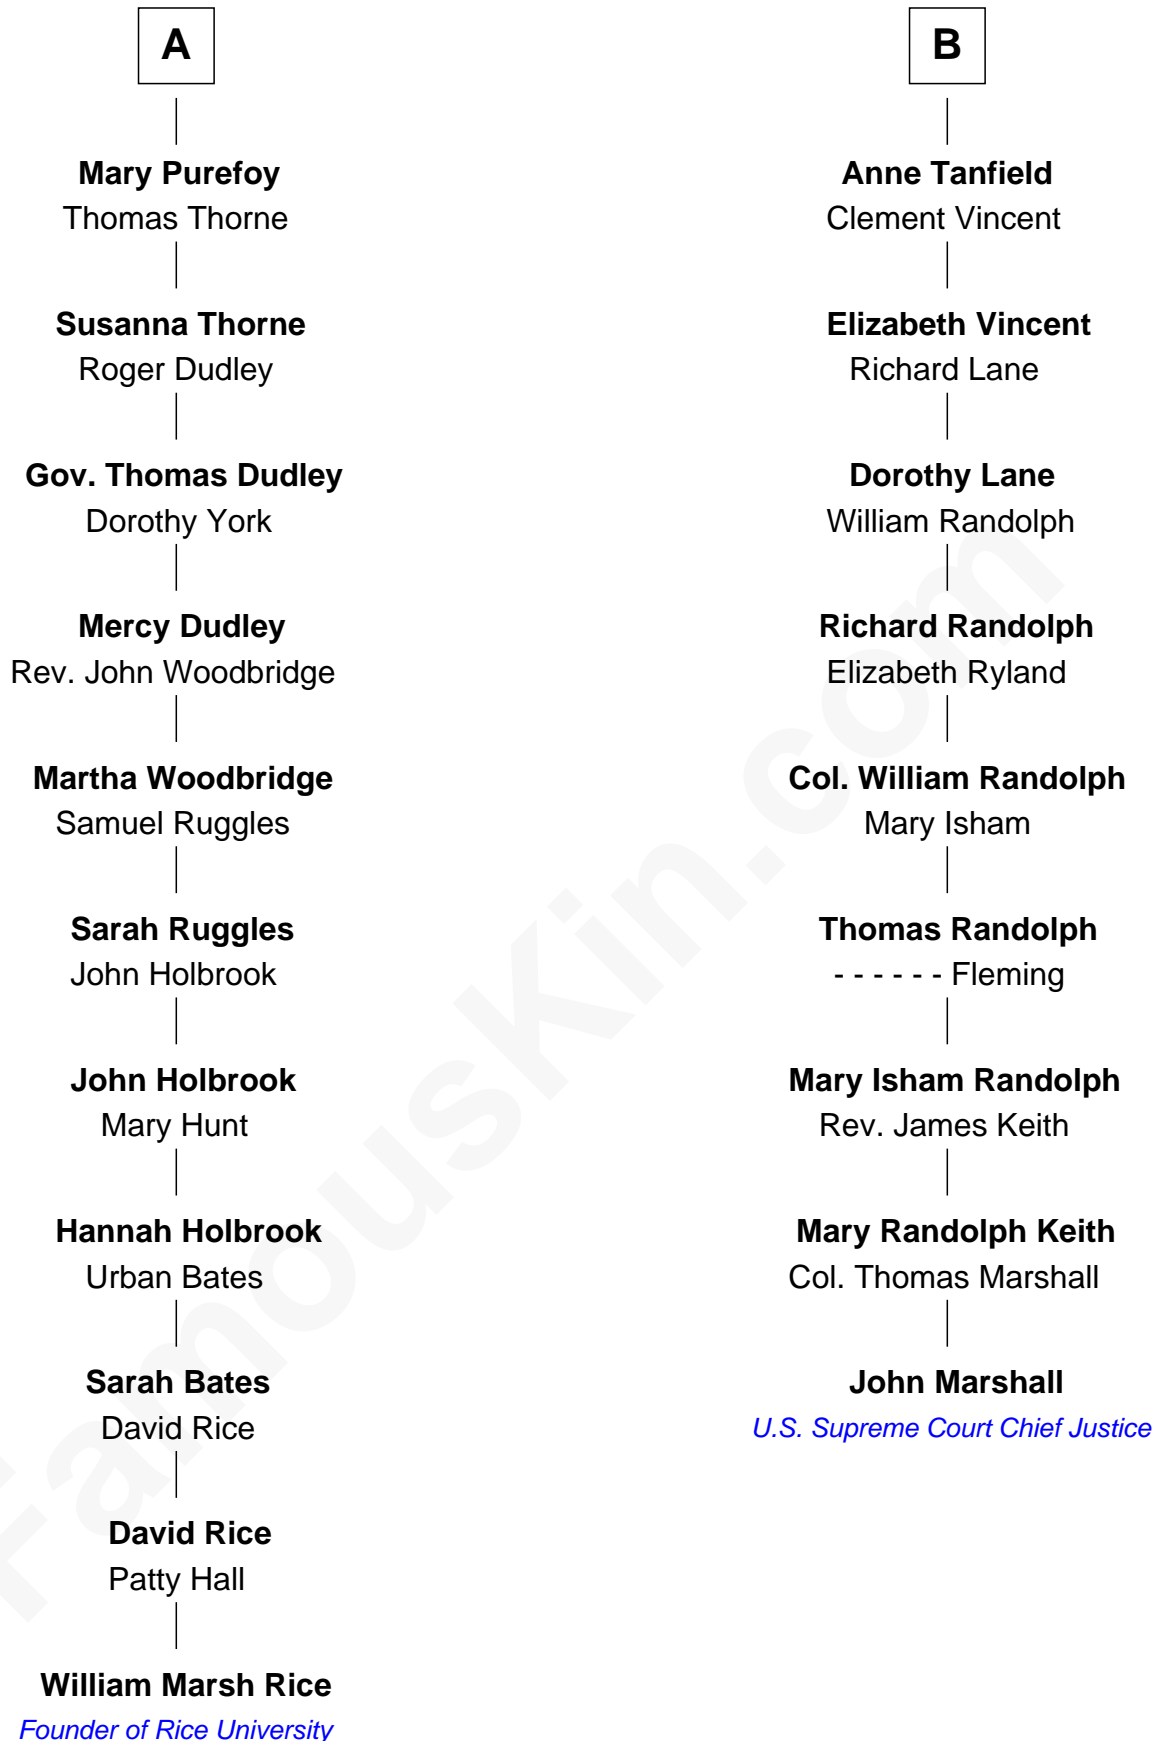 A
Mary Purefoy
Thomas Thorne
Susanna Thorne
Roger Dudley
Gov. Thomas Dudley
Dorothy York
Mercy Dudley
Rev. John Woodbridge
Martha Woodbridge
Samuel Ruggles
Sarah Ruggles
John Holbrook
John Holbrook
Mary Hunt
Hannah Holbrook
Urban Bates
Sarah Bates
David Rice
David Rice
Patty Hall
William Marsh Rice
Founder of Rice University
B
Anne Tanfield
Clement Vincent
Elizabeth Vincent
Richard Lane
Dorothy Lane
William Randolph
Richard Randolph
Elizabeth Ryland
Col. William Randolph
Mary Isham
Thomas Randolph
- - - - - - Fleming
Mary Isham Randolph
Rev. James Keith
Mary Randolph Keith
Col. Thomas Marshall
John Marshall
U.S. Supreme Court Chief Justice
FamousKin.com